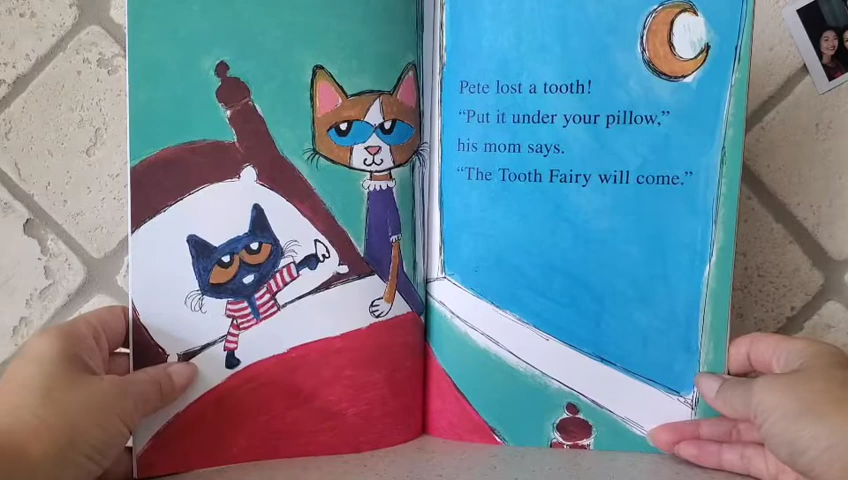 Pete lost a tooth!
“Put it under your pillow,”
his mom says.
“The Tooth Fairy will come.”